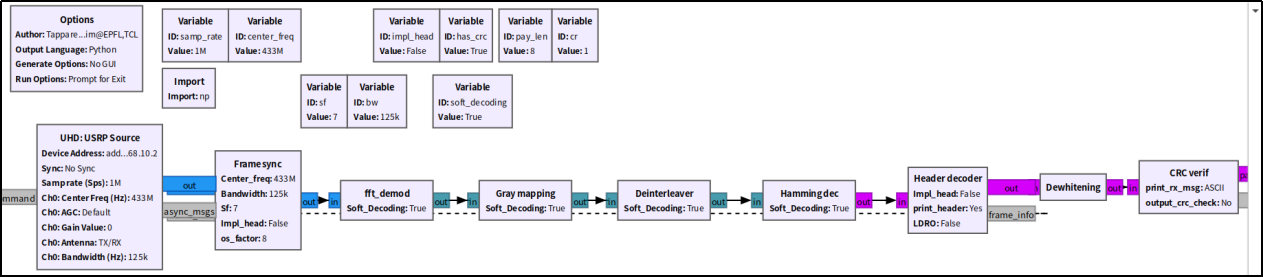 Options
Author: Tappare...im@EPFL,TCL
Output Language: Python
Generate Options: No GUI
Run Options: Prompt for Exit
Variable
ID: samp_rate
Value: 1M
Variable
ID: center_freq
Value: 433M
Variable
ID: impl_head
Value: False
Variable
ID: has_crc
Value: True
Variable
ID: pay_len
Value: 8
Variable
ID: cr
Value: 1
Import
Import: np
Variable
ID: sf
Value: 7
Variable
ID: bw
Value: 125k
Variable
ID: soft_decoding
Value: True
mmand
UHD: USRP Source
Device Address: add...68.10.2
Sync: No Sync
Samp rate (Sps): 1M
Ch0: Center Freq (Hz): 433M
Ch0: AGC: Default
Ch0: Gain Value: 0
Ch0: Antenna: TX/RX
Ch0: Bandwidth (Hz): 125k
out
async_msgs
Frame sync
Center_freq: 433M
Bandwidth: 125k
Sf: 7
Impl_head: False
os_factor: 8
out
in
fft_demod
Soft_Decoding: True
out
in
Gray mapping
Soft_Decoding: True
out
in
Deinterleaver
Soft_Decoding: True
out
in
Hamming dec
Soft_Decoding: True
out
in
Header decoder
Impl_head: False
print_header: Yes
LDRO: False
out
frame_info
Dewhitening
out
in
CRC verif
print_rx_msg: ASCII
output_crc_check: No